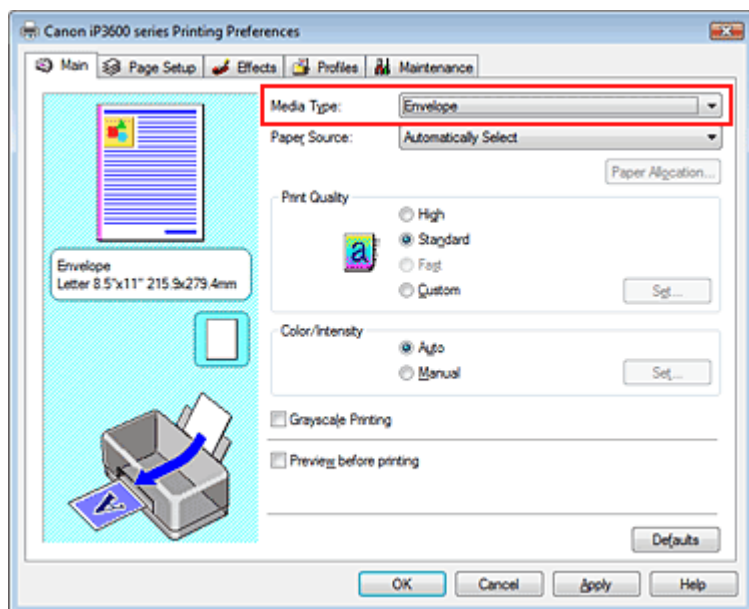 Canon iP3600 series Printing Preferences
Main Page Setup Effects Profiles Maintenance
Media Type: Envelope
Paper Source: Automatically Select
Paper Allocation...
Print Quality
High
a
Standard
Fast
Custom
Set...
Envelope
Letter 8.5"x11" 215.9x279.4mm
Color/Intensity
Auto
Manual
Set...
Grayscale Printing
Preview before printing
Defaults
OK Cancel Apply Help